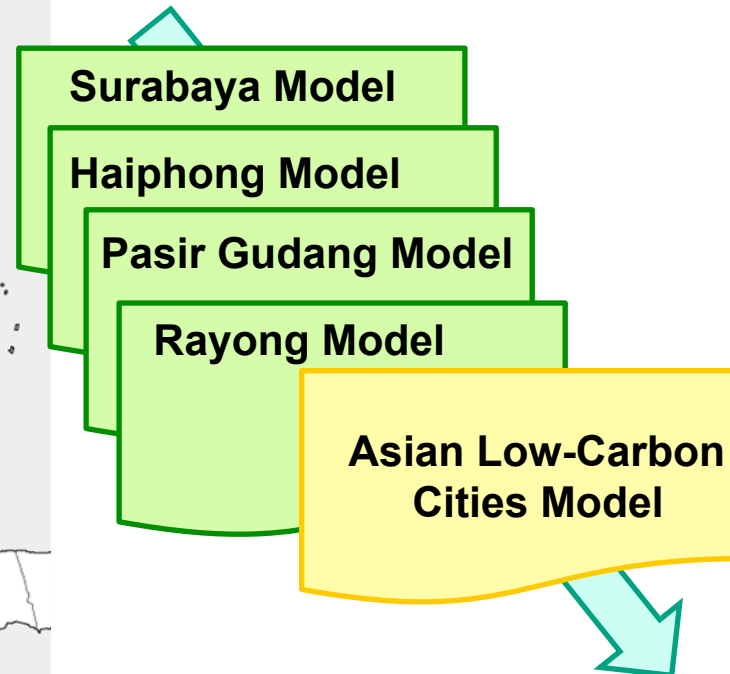 Surabaya Model
Haiphong Model
Pasir Gudang Model
Rayong Model
Asian Low-Carbon
Cities Model